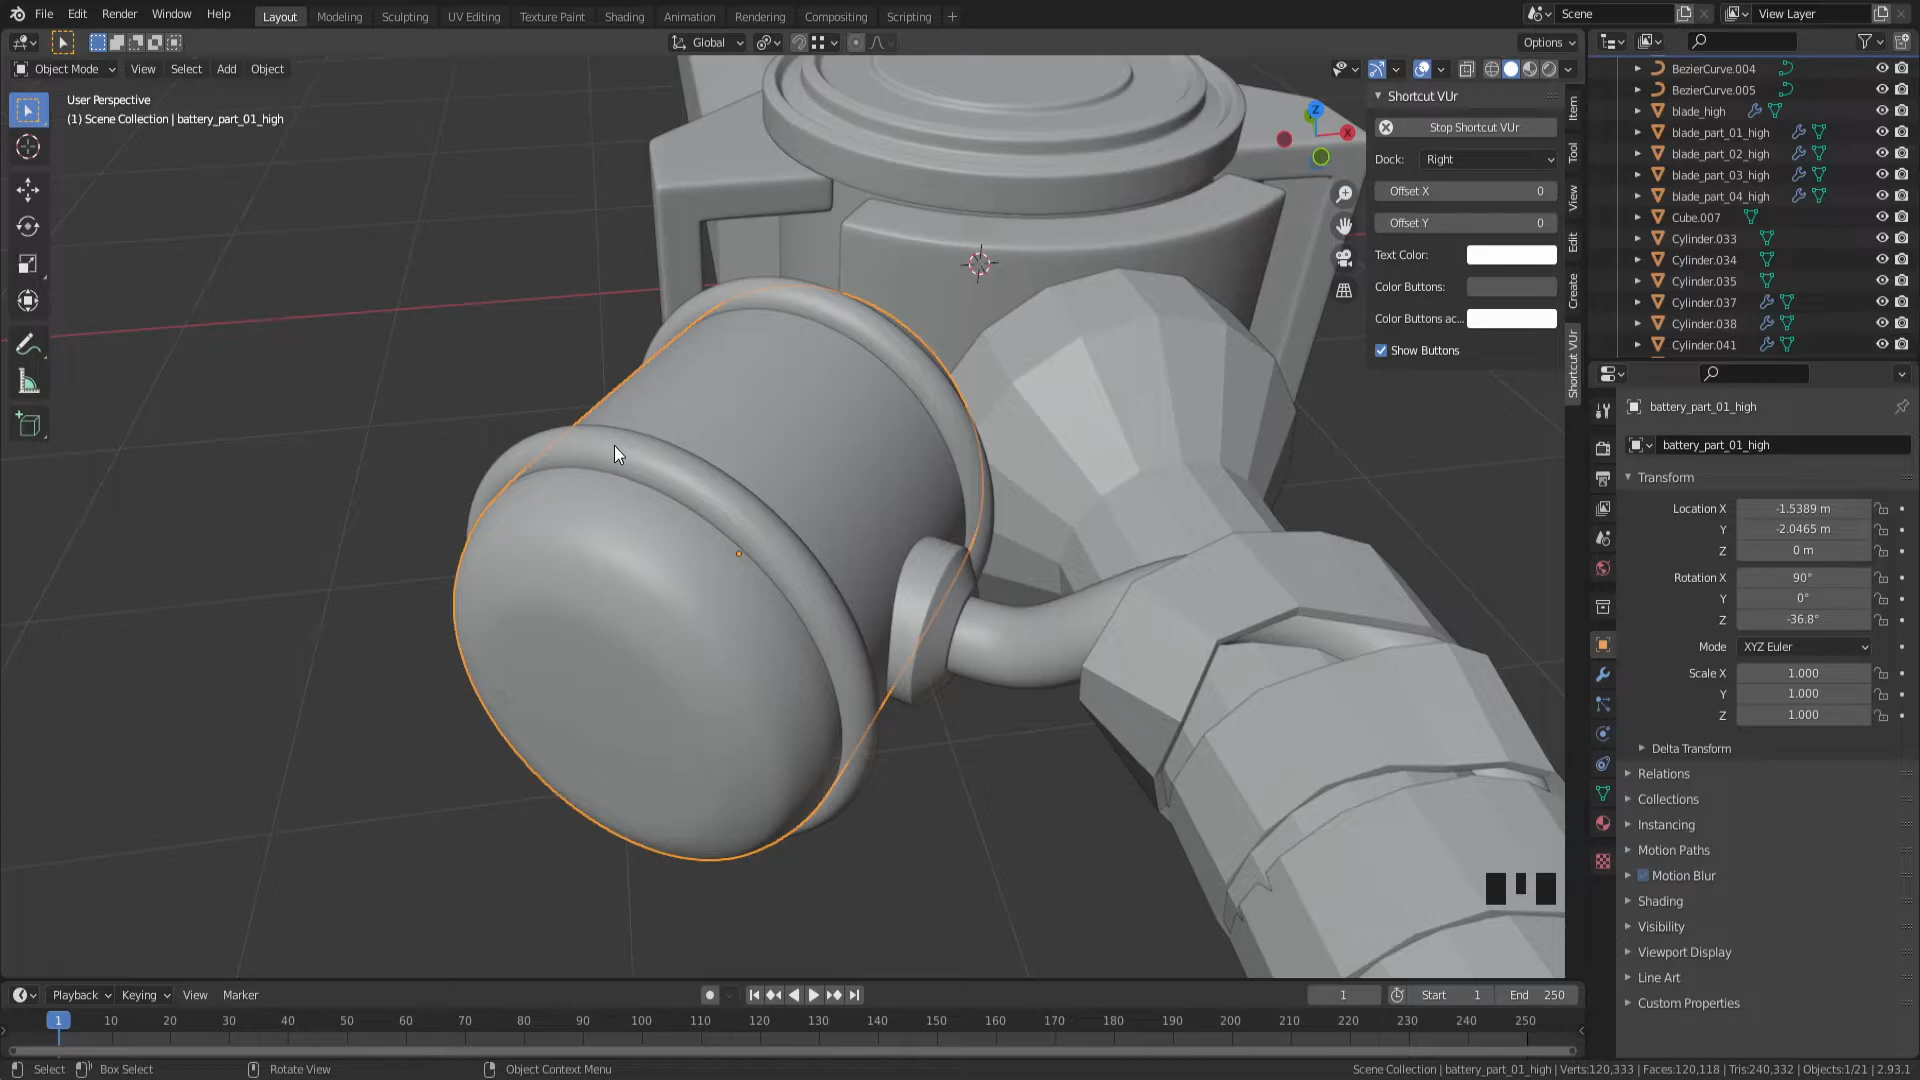 File Edit Render Window Help Layout Modeling Sculpting UV Editing Texture Paint Shading Animation Rendering Compositing Scripting + Scene View Layer
Global Options
Object Mode View Select Add Object
User Perspective
(1) Scene Collection | battery_part_01_high
Z
X
Shortcut VUr
Stop Shortcut VUr
Dock: Right
Offset X 0
Offset Y 0
Text Color:
Color Buttons:
Color Buttons ac...
Show Buttons
Item
Tool
View
Edit
Create
Shortcut VUr
BezierCurve.004
BezierCurve.005
blade_high
blade_part_01_high
blade_part_02_high
blade_part_03_high
blade_part_04_high
Cube.007
Cylinder.033
Cylinder.034
Cylinder.035
Cylinder.037
Cylinder.038
Cylinder.041
battery_part_01_high
battery_part_01_high
Transform
Location X -1.5389 m
Y -2.0465 m
Z 0 m
Rotation X 90°
Y 0°
Z -36.8°
Mode XYZ Euler
Scale X 1.000
Y 1.000
Z 1.000
Delta Transform
Relations
Collections
Instancing
Motion Paths
Motion Blur
Shading
Visibility
Viewport Display
Line Art
Custom Properties
Playback Keying View Marker 1 Start 1 End 250
1 10 20 30 40 50 60 70 80 90 100 110 120 130 140 150 160 170 180 190 200 210 220 230 240 250
Select Box Select Rotate View Object Context Menu Scene Collection | battery_part_01_high | Verts:120,333 | Faces:120,118 | Tris:240,332 | Objects:1/21 | 2.93.1